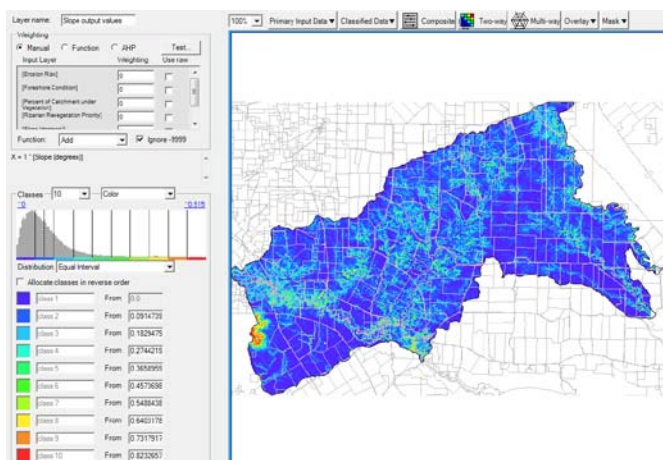 Layer name: Slope output values
Weighting
Manual Function AHP Test...
Input Layer Weighting Use raw
[Erosion Risk] 0
[Foreshore Condition] 0
[Percent of Catchment under Vegetation] 0
[Riparian Revegetation Priority] 0
Function: Add Ignore -9999
X = 1 * [Slope (degrees)]
Classes 10 Color
Distribution Equal Interval
Allocate classes in reverse order
class 1 From 0.0
class 2 From 0.0914739
class 3 From 0.1829475
class 4 From 0.2744215
class 5 From 0.3658955
class 6 From 0.4573698
class 7 From 0.5488438
class 8 From 0.6403178
class 9 From 0.7317917
class 10 From 0.8232657
100% Primary Input Data Classified Data Composite Two-way Multi-way Overlay Mask